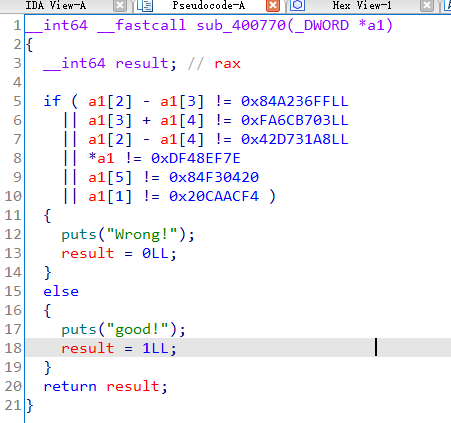 IDA View-A Pseudocode-A Hex View-1
1 __int64 __fastcall sub_400770(_DWORD *a1)
2 {
3 __int64 result; // rax
4
5 if ( a1[2] - a1[3] != 0x84A236FFLL
6 || a1[3] + a1[4] != 0xFA6CB703LL
7 || a1[2] - a1[4] != 0x42D731A8LL
8 || *a1 != 0xDF48EF7E
9 || a1[5] != 0x84F30420
10 || a1[1] != 0x20CAACF4 )
11 {
12 puts("Wrong!");
13 result = 0LL;
14 }
15 else
16 {
17 puts("good!");
18 result = 1LL;
19 }
20 return result;
21 }